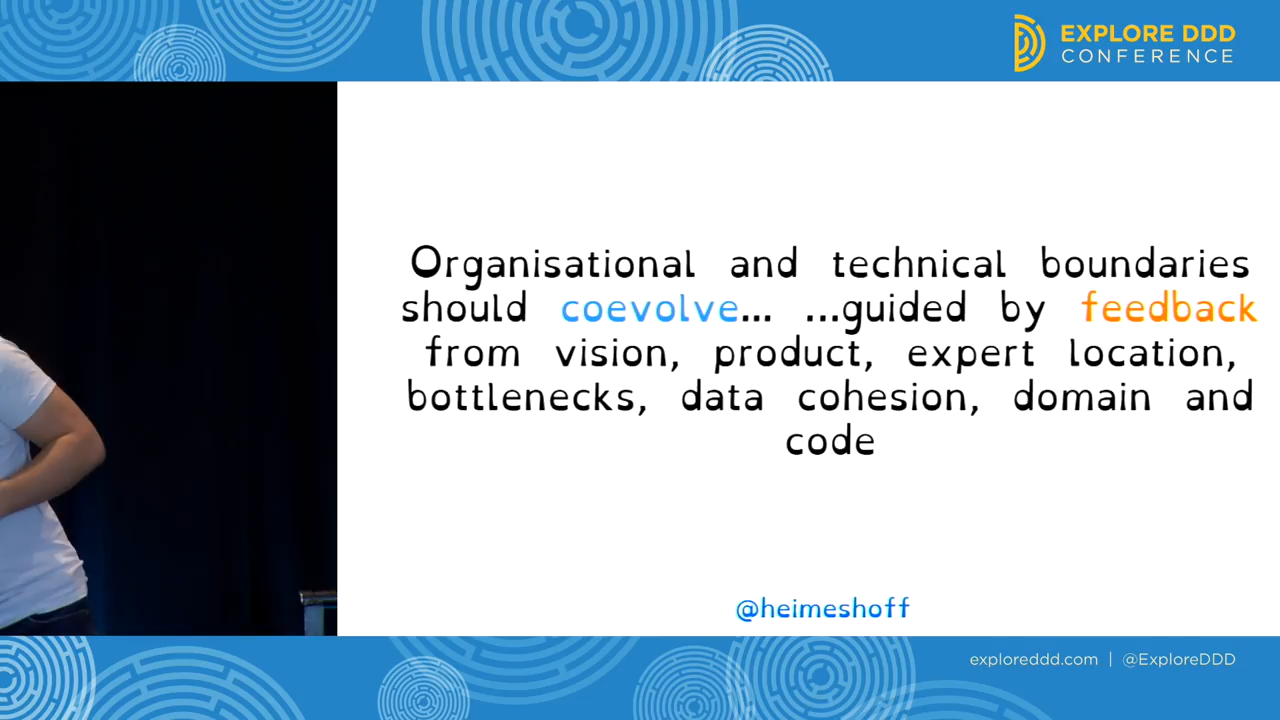 EXPLORE DDD
CONFERENCE
Organisational and technical boundaries
should coevolve... ...guided by feedback
from vision, product, expert location,
bottlenecks, data cohesion, domain and
code
@heimeshoff
exploreddd.com | @ExploreDDD